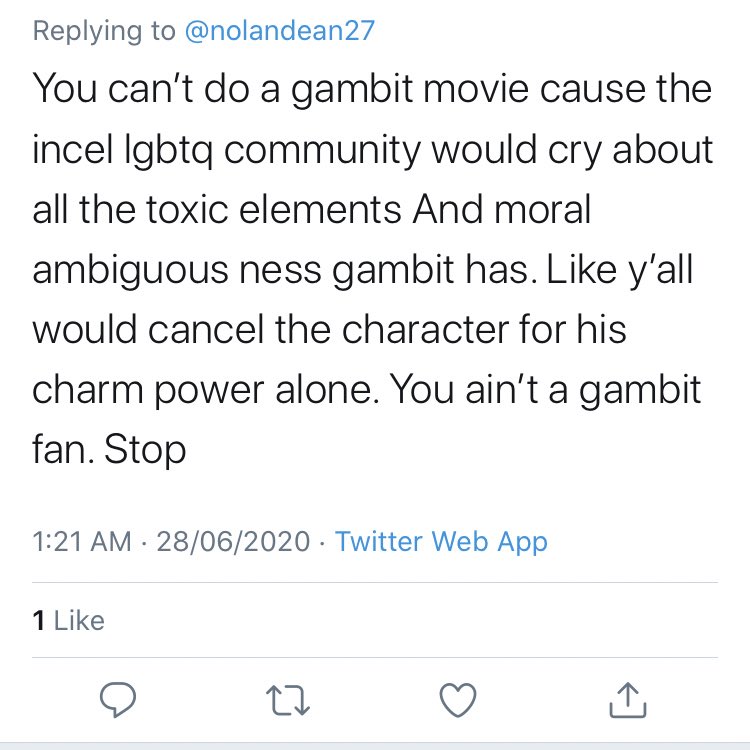 Replying to @nolandean27
You can’t do a gambit movie cause the
incel lgbtq community would cry about
all the toxic elements And moral
ambiguous ness gambit has. Like y’all
would cancel the character for his
charm power alone. You ain’t a gambit
fan. Stop
1:21 AM · 28/06/2020 · Twitter Web App
1 Like